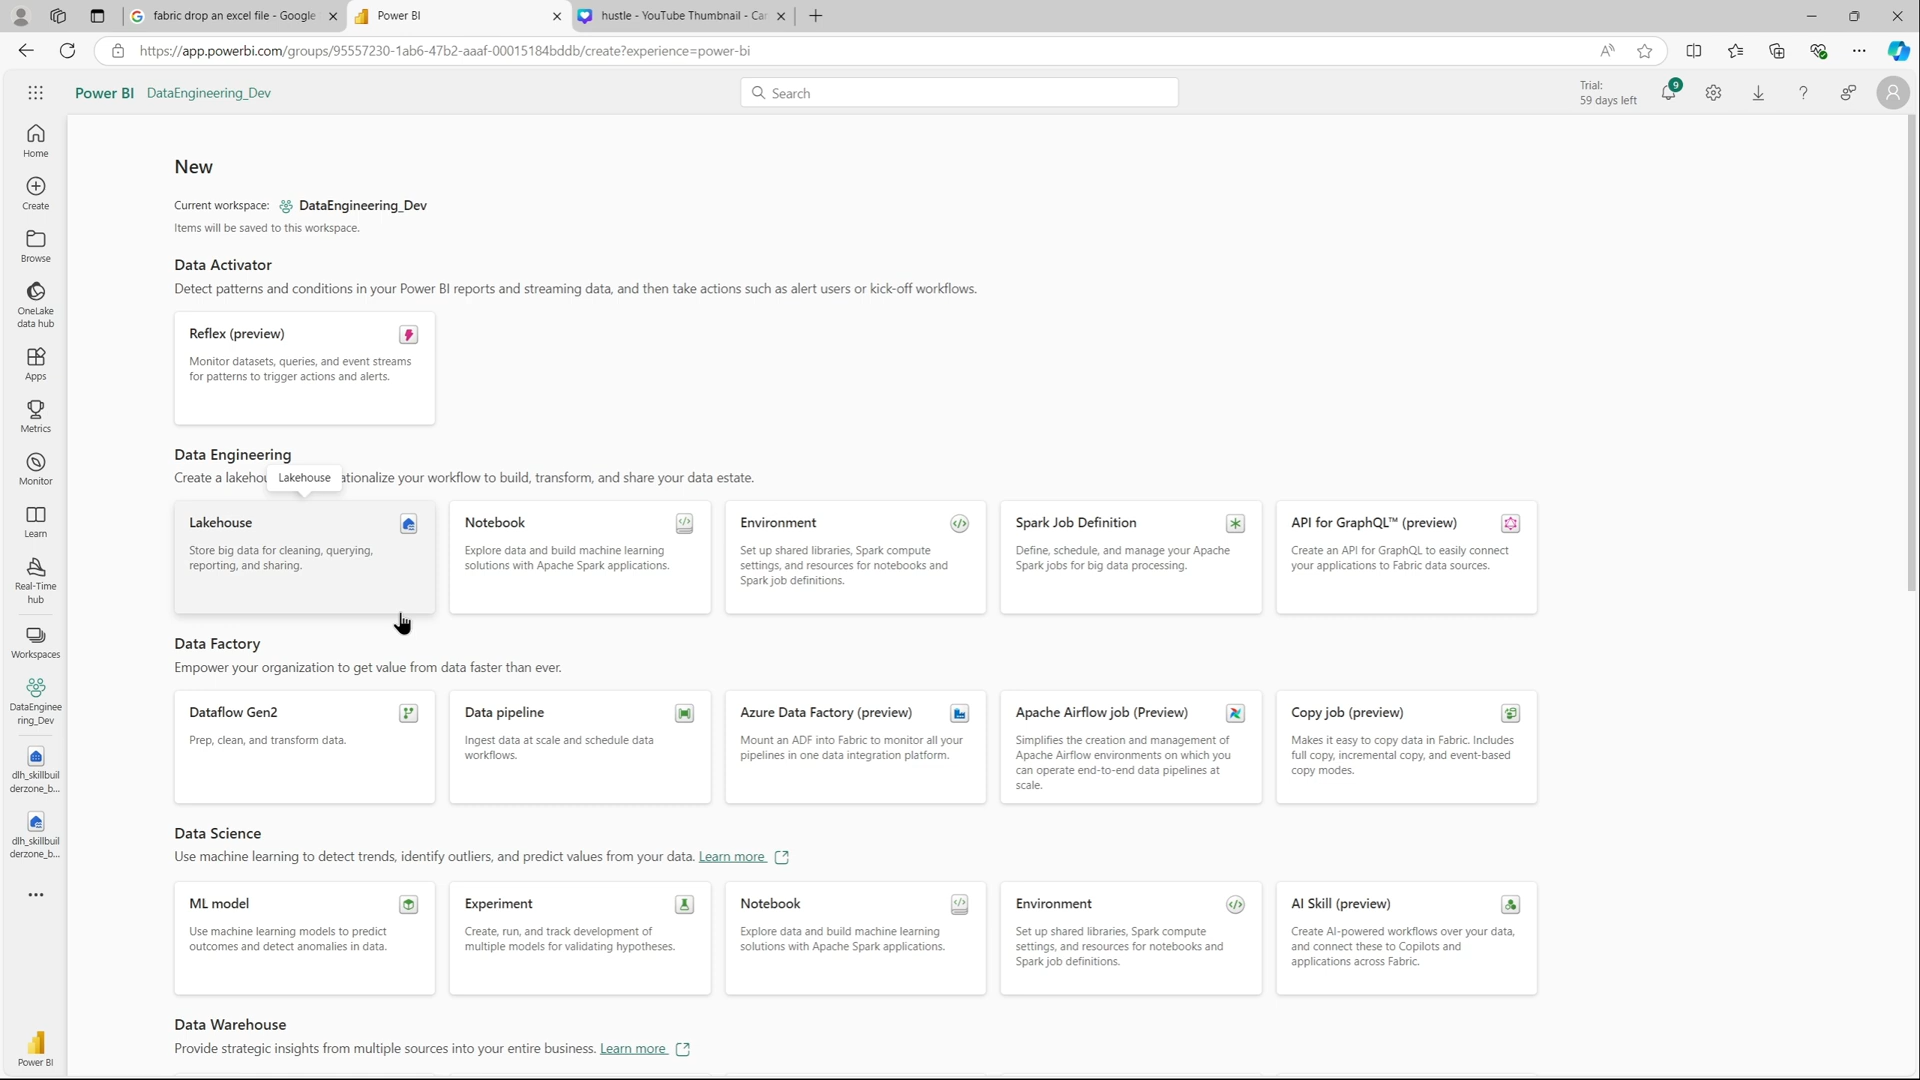 fabric drop an excel file - Google
Power BI
hustle - YouTube Thumbnail - Car
https://app.powerbi.com/groups/95557230-1ab6-47b2-aaaf-00015184bddb/create?experience=power-bi
Power BI DataEngineering_Dev
Search
Trial:
59 days left
9
Home
Create
Browse
OneLake
data hub
Apps
Metrics
Monitor
Learn
Real-Time
hub
Workspaces
DataEnginee
ring_Dev
dlh_skillbuil
derzone_b...
dlh_skillbuil
derzone_b...
Power BI
New
Current workspace: DataEngineering_Dev
Items will be saved to this workspace.
Data Activator
Detect patterns and conditions in your Power BI reports and streaming data, and then take actions such as alert users or kick-off workflows.
Reflex (preview)
Monitor datasets, queries, and event streams
for patterns to trigger actions and alerts.
Data Engineering
Create a lakehou
Lakehouse
ationalize your workflow to build, transform, and share your data estate.
Lakehouse
Store big data for cleaning, querying,
reporting, and sharing.
Notebook
Explore data and build machine learning
solutions with Apache Spark applications.
Environment
Set up shared libraries, Spark compute
settings, and resources for notebooks and
Spark job definitions.
Spark Job Definition
Define, schedule, and manage your Apache
Spark jobs for big data processing.
API for GraphQL™ (preview)
Create an API for GraphQL to easily connect
your applications to Fabric data sources.
Data Factory
Empower your organization to get value from data faster than ever.
Dataflow Gen2
Prep, clean, and transform data.
Data pipeline
Ingest data at scale and schedule data
workflows.
Azure Data Factory (preview)
Mount an ADF into Fabric to monitor all your
pipelines in one data integration platform.
Apache Airflow job (Preview)
Simplifies the creation and management of
Apache Airflow environments on which you
can operate end-to-end data pipelines at
scale.
Copy job (preview)
Makes it easy to copy data in Fabric. Includes
full copy, incremental copy, and event-based
copy modes.
Data Science
Use machine learning to detect trends, identify outliers, and predict values from your data. Learn more
ML model
Use machine learning models to predict
outcomes and detect anomalies in data.
Experiment
Create, run, and track development of
multiple models for validating hypotheses.
Notebook
Explore data and build machine learning
solutions with Apache Spark applications.
Environment
Set up shared libraries, Spark compute
settings, and resources for notebooks and
Spark job definitions.
AI Skill (preview)
Create AI-powered workflows over your data,
and connect these to Copilots and
applications across Fabric.
Data Warehouse
Provide strategic insights from multiple sources into your entire business. Learn more